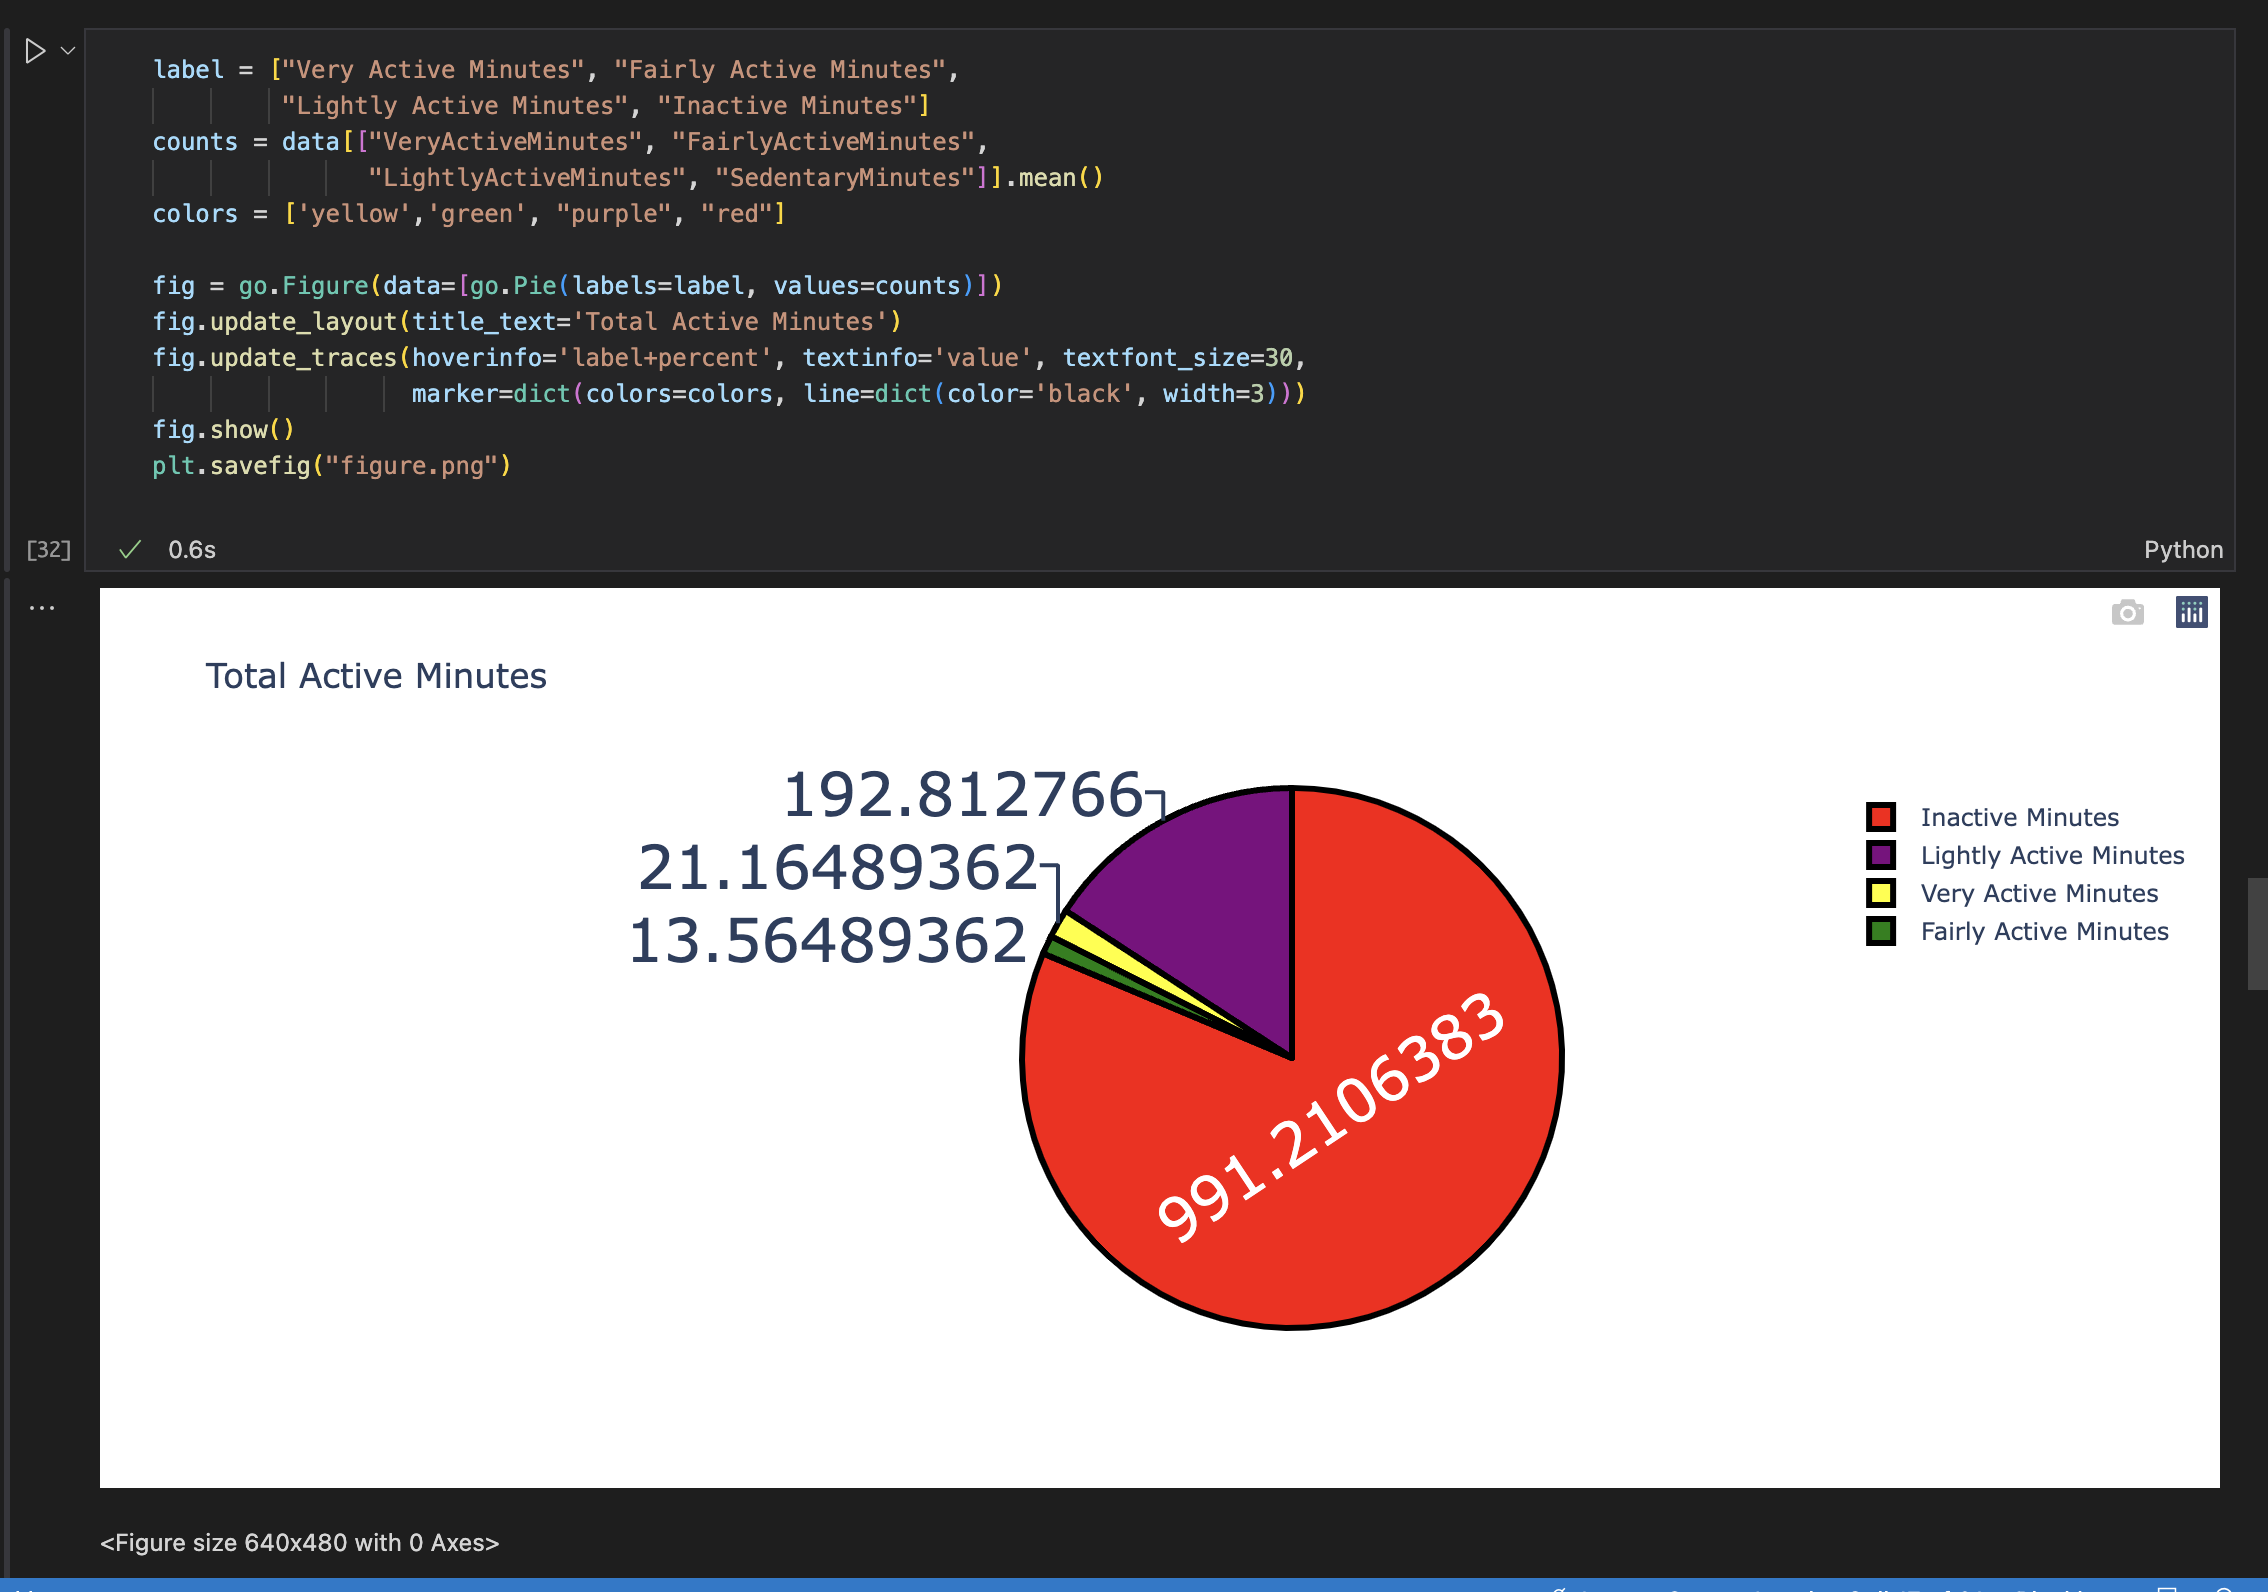 label = ["Very Active Minutes", "Fairly Active Minutes",
"Lightly Active Minutes", "Inactive Minutes"]
counts = data[["VeryActiveMinutes", "FairlyActiveMinutes",
"LightlyActiveMinutes", "SedentaryMinutes"]].mean()
colors = ['yellow','green', "purple", "red"]
fig = go.Figure(data=[go.Pie(labels=label, values=counts)])
fig.update_layout(title_text='Total Active Minutes')
fig.update_traces(hoverinfo='label+percent', textinfo='value', textfont_size=30,
marker=dict(colors=colors, line=dict(color='black', width=3)))
fig.show()
plt.savefig("figure.png")
[32] 0.6s Python
...
Total Active Minutes
192.812766
21.16489362
13.56489362
991.2106383
Inactive Minutes
Lightly Active Minutes
Very Active Minutes
Fairly Active Minutes
<Figure size 640x480 with 0 Axes>